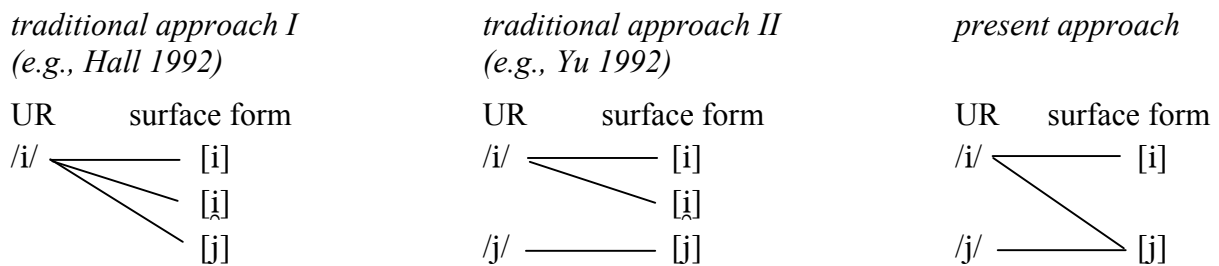 traditional approach I traditional approach II present approach
(e.g., Hall 1992) (e.g., Yu 1992)
UR surface form UR surface form UR surface form
/i/ [i] /i/ [i] /i/ [i]
[i̯] [i̯]
[j] /j/ [j] /j/ [j]